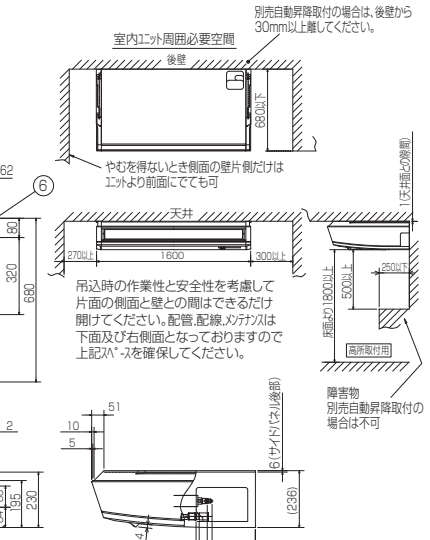 別売自動昇降取付の場合は、後壁から
30mm以上離してください。
室内ユニット周囲必要空間
後壁
680以下
やむを得ないとき側面の壁片側だけは
ユニットより前面にでても可
62
6
1(天井面との隙間)
天井
80
320
680
270以上
1600
300以上
250以下
500以上
床面より1800以上
吊込時の作業性と安全性を考慮して
片面の側面と壁との間はできるだけ
開けてください。配管,配線,メンテナンスは
下面及び右側面となっておりますので
上記スペースを確保してください。
高所取付用
障害物
別売自動昇降取付の
場合は不可
2
51
10
5
6(サイドパネル後部)
195
230
(236)
4